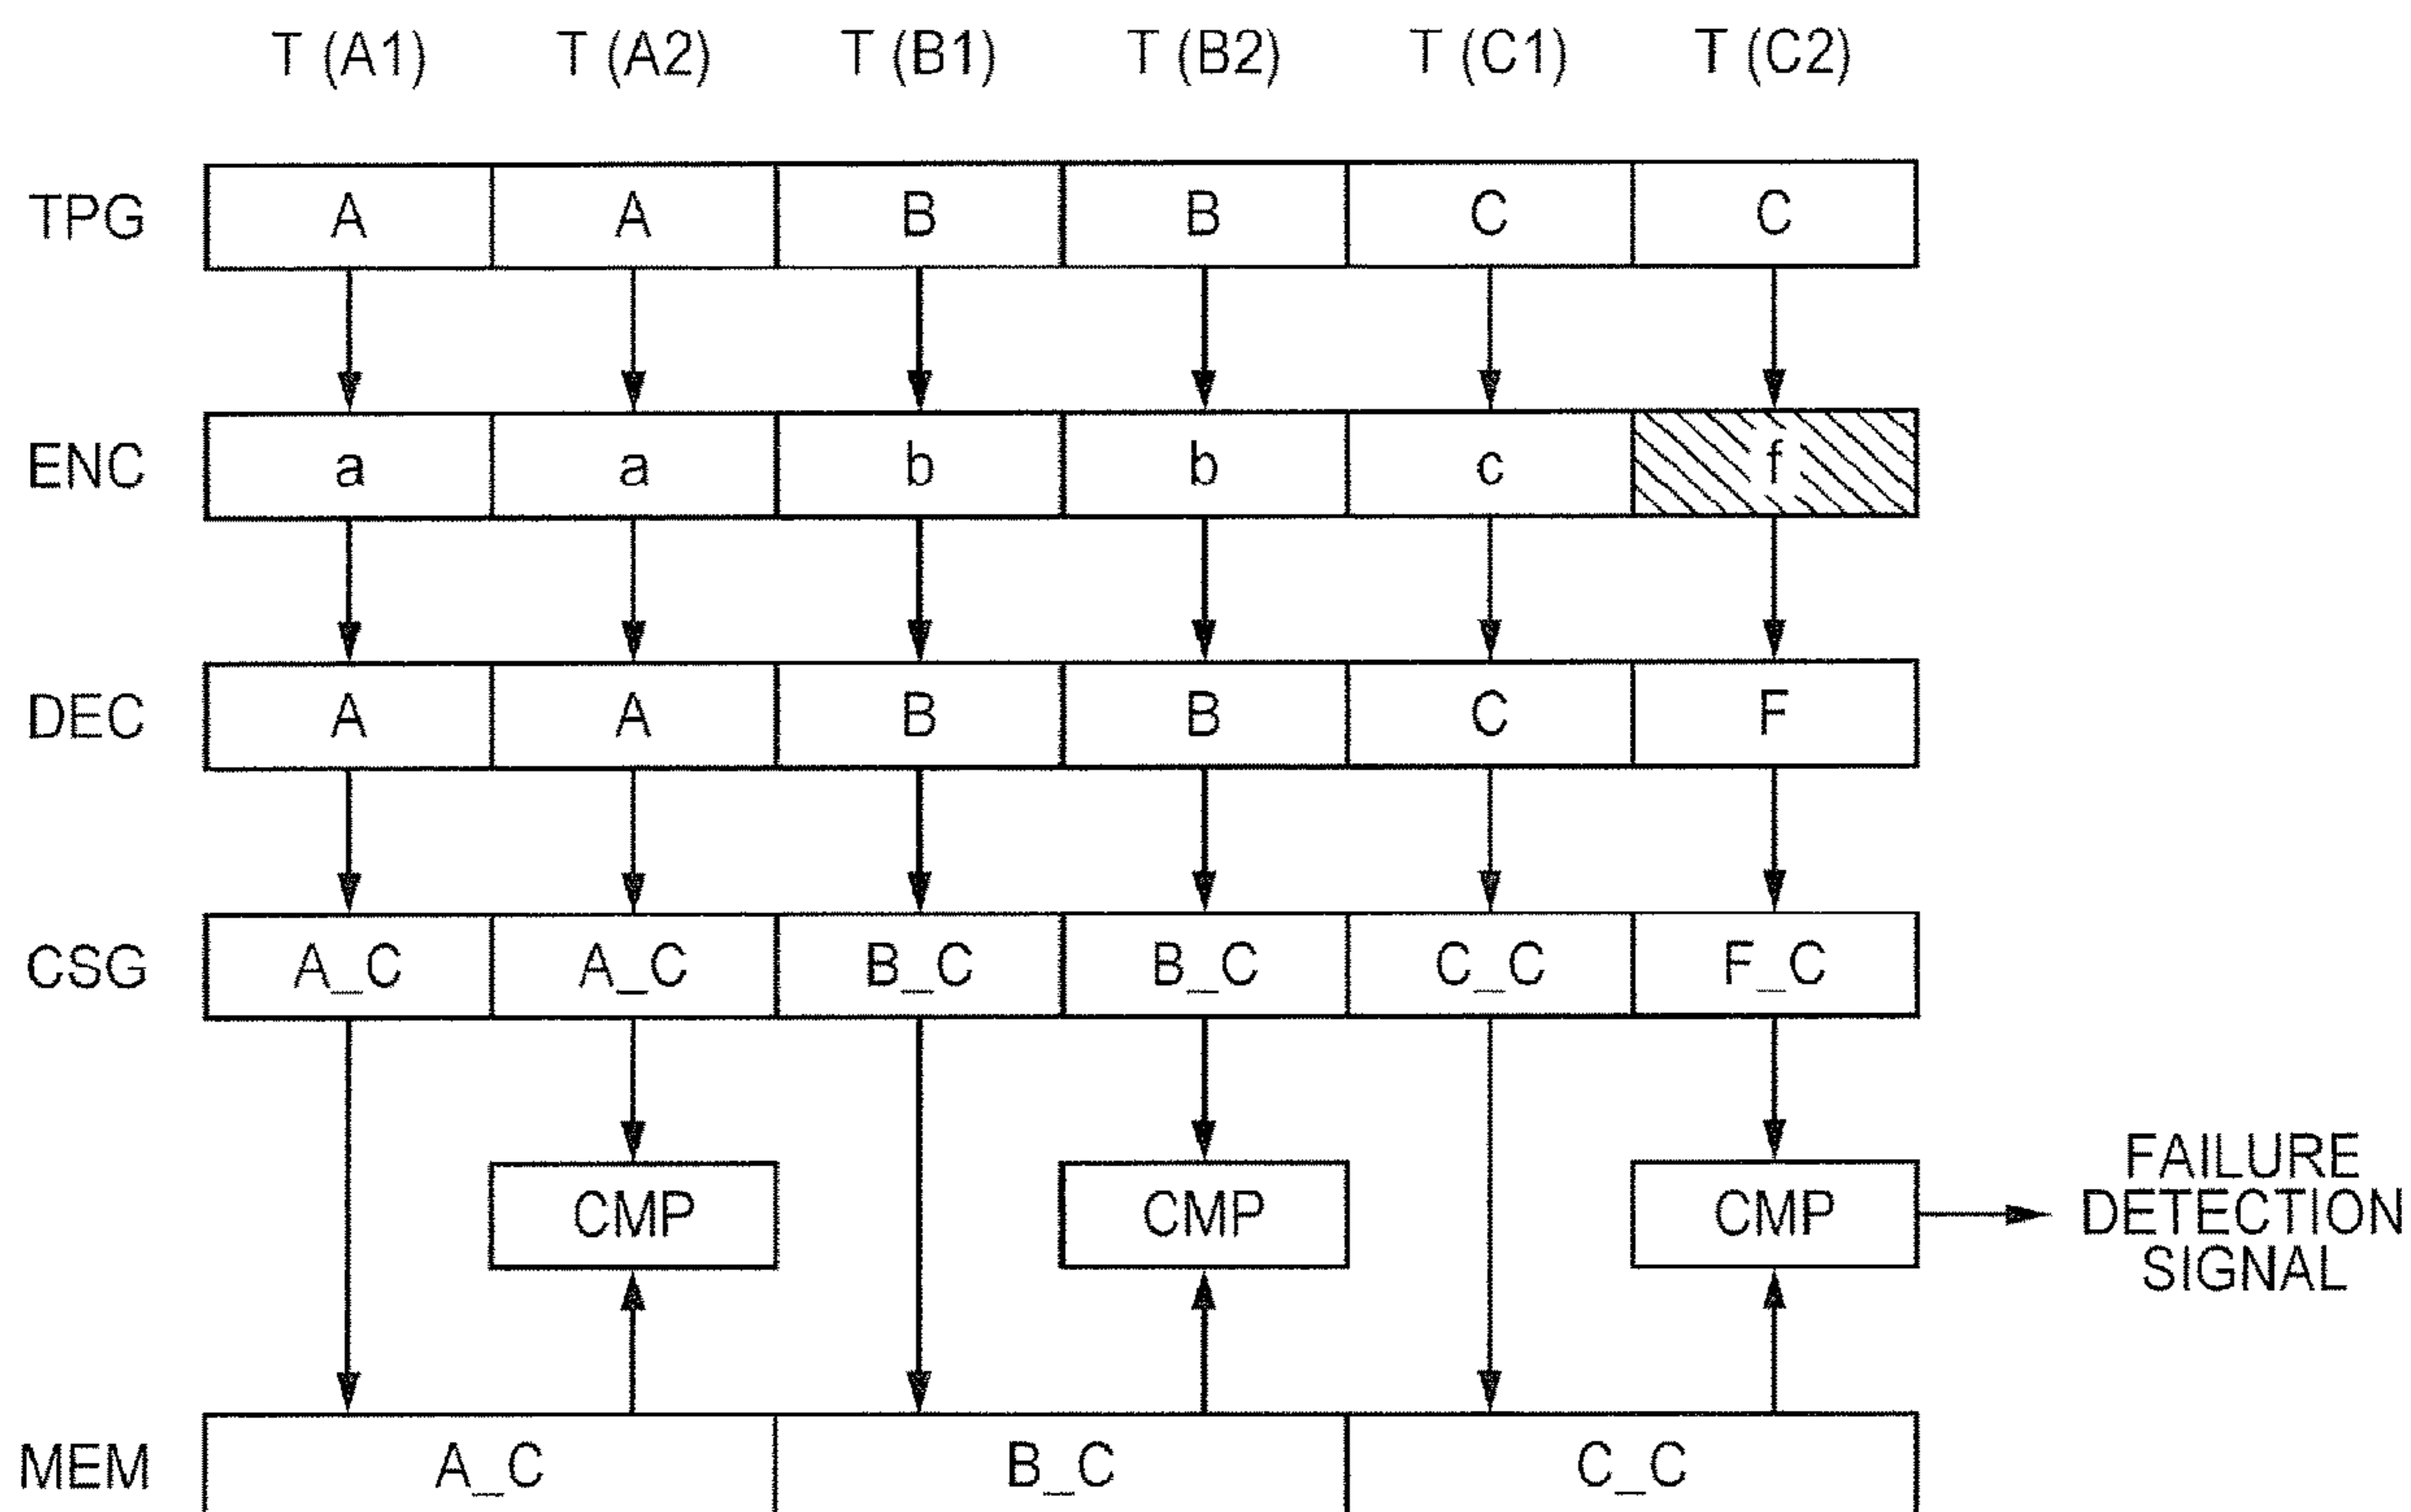 T (A1) T (A2) T (B1) T (B2) T (C1) T (C2)
TPG A A B B C C
ENC a a b b c f
DEC A A B B C F
CSG A_C A_C B_C B_C C_C F_C
CMP CMP CMP
FAILURE
DETECTION
SIGNAL
MEM A_C B_C C_C